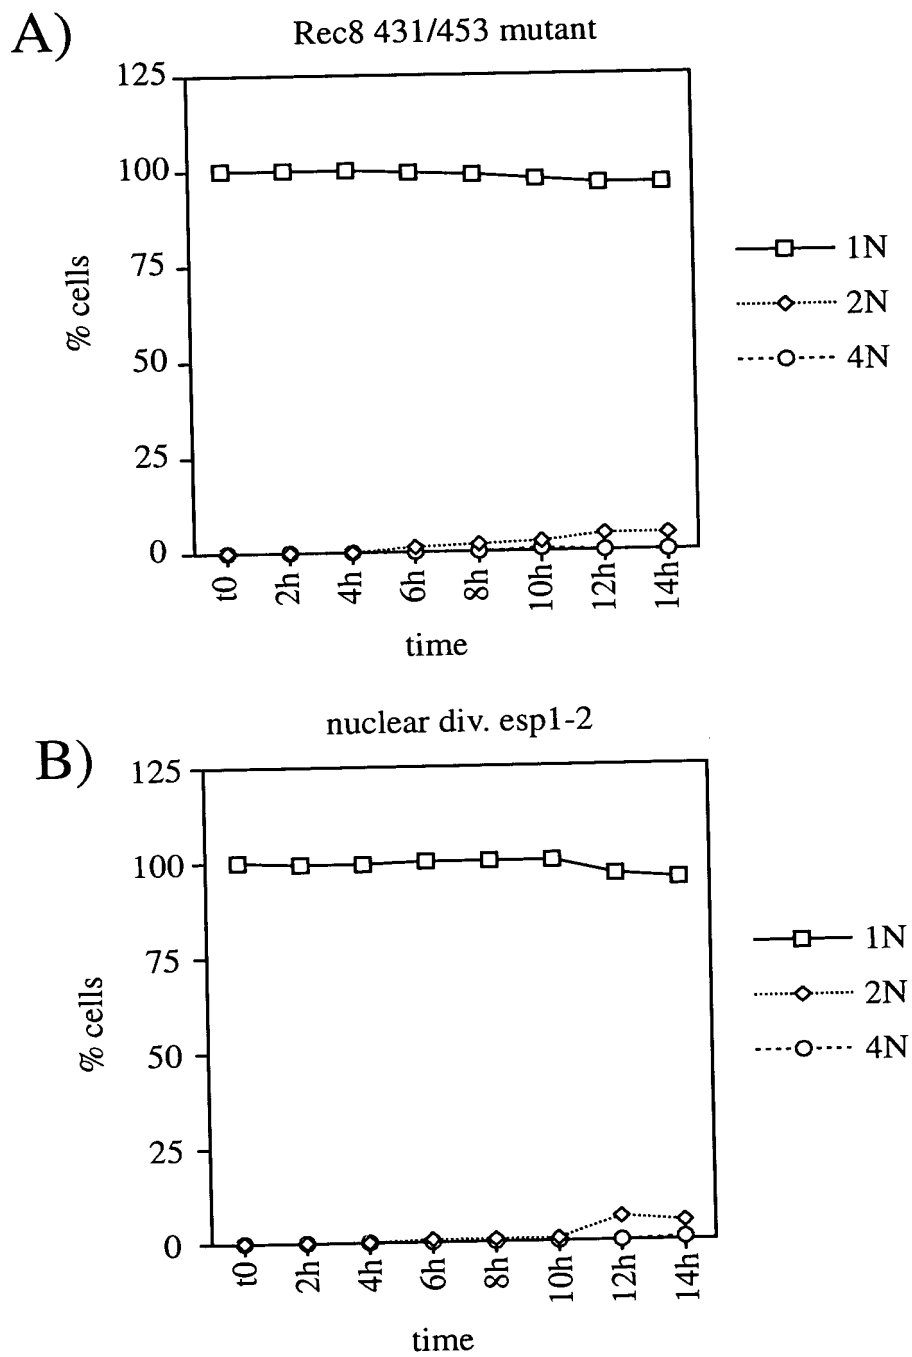 A)
Rec8 431/453 mutant
125
100
75
50
25
0
% cells
t0
2h
4h
6h
8h
10h
12h
14h
time
1N
2N
4N
B)
nuclear div. esp1-2
125
100
75
50
25
0
% cells
t0
2h
4h
6h
8h
10h
12h
14h
time
1N
2N
4N